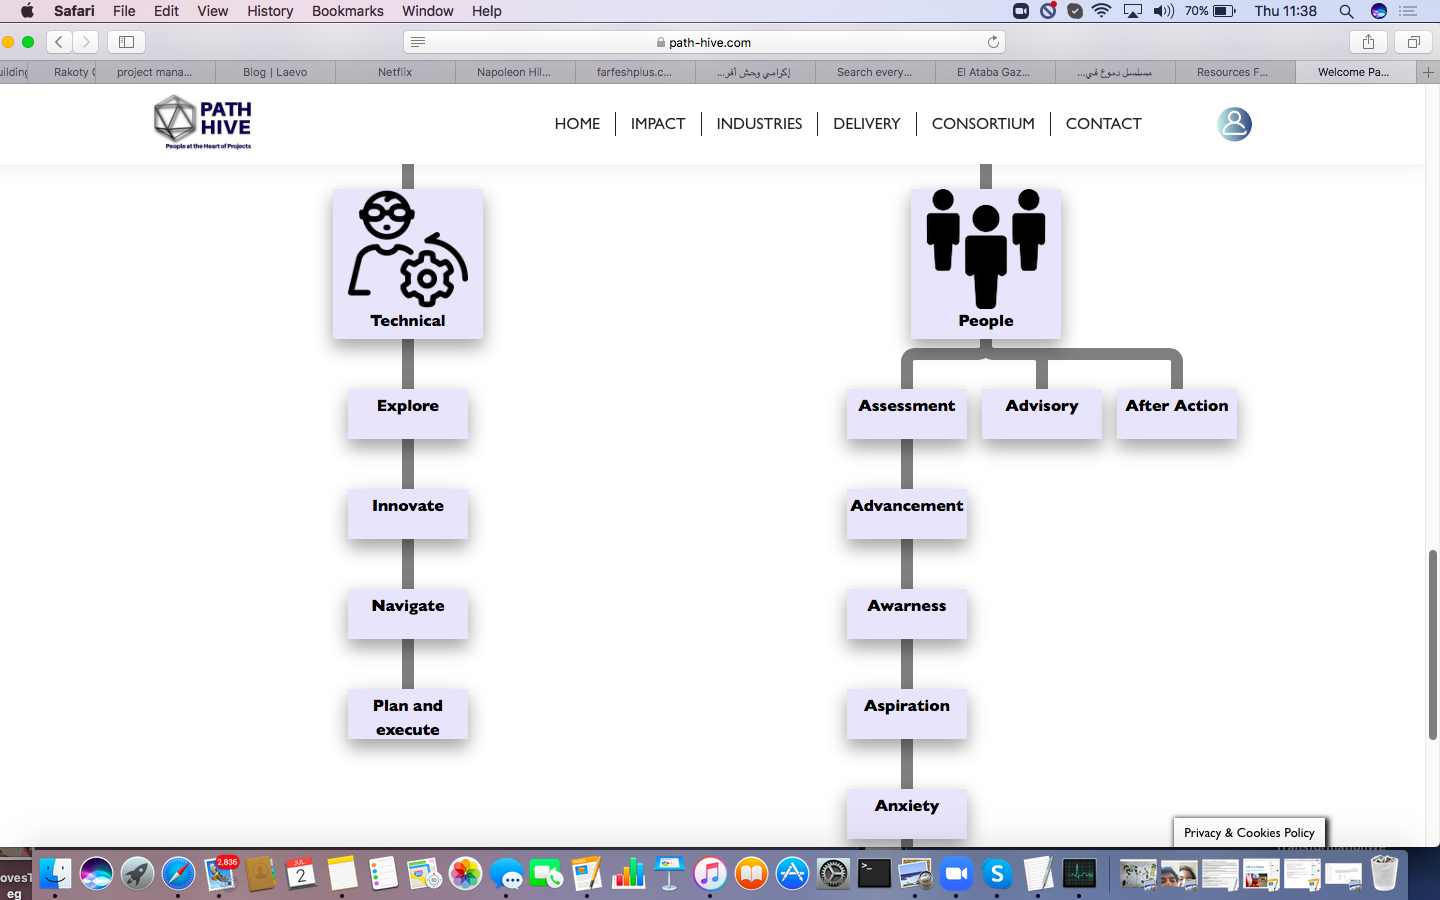 Safari File Edit View History Bookmarks Window Help 70% Thu 11:38
path-hive.com
Rakoty project mana... Blog | Laevo Netflix Napoleon Hil... farfeshplus.c... إكرامي وحش أفر... Search every... El Ataba Gaz... مسلسل دموع في... Resources F... Welcome Pa...
PATH
HIVE
People at the Heart of Projects
HOME IMPACT INDUSTRIES DELIVERY CONSORTIUM CONTACT
Technical People
Explore Assessment Advisory After Action
Innovate Advancement
Navigate Awarness
Plan and Aspiration
execute
Anxiety
Privacy & Cookies Policy
2,836
JUL
2
ovesT
eg